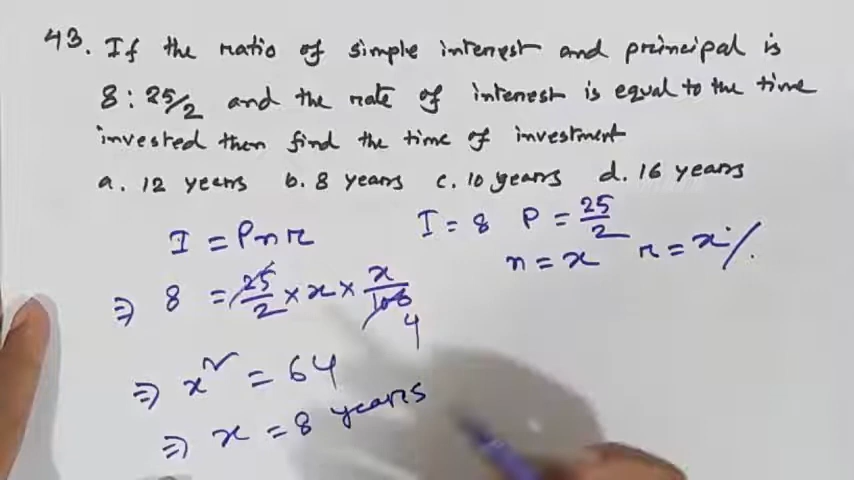 43. If the ratio of simple interest and principal is
8 : 25/2 and the rate of interest is equal to the time
invested then find the time of investment
a. 12 years b. 8 years c. 10 years d. 16 years
I = Pnr I = 8 P = 25/2
n = x r = x%
⇒ 8 = 25/2 × x × x/100
4
⇒ x² = 64
⇒ x = 8 years